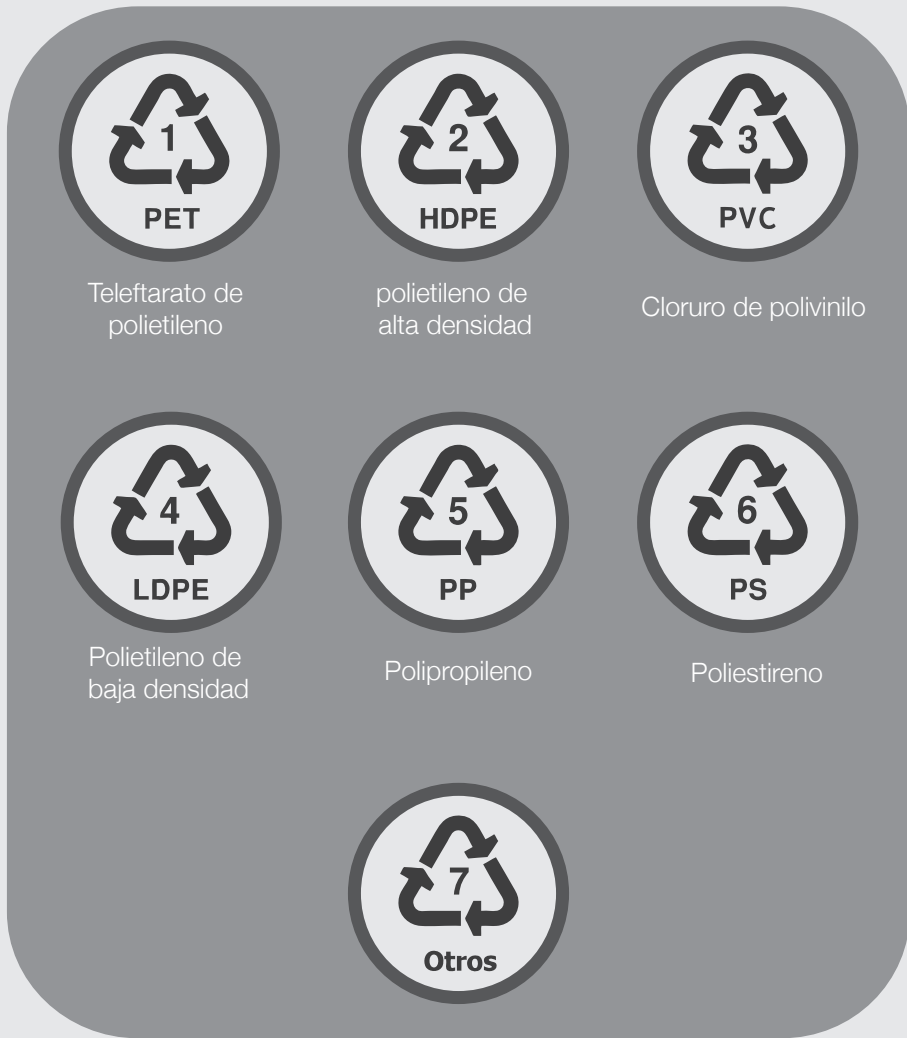 1
PET
Teleftarato de
polietileno
2
HDPE
polietileno de
alta densidad
3
PVC
Cloruro de polivinilo
4
LDPE
Polietileno de
baja densidad
5
PP
Polipropileno
6
PS
Poliestireno
7
Otros